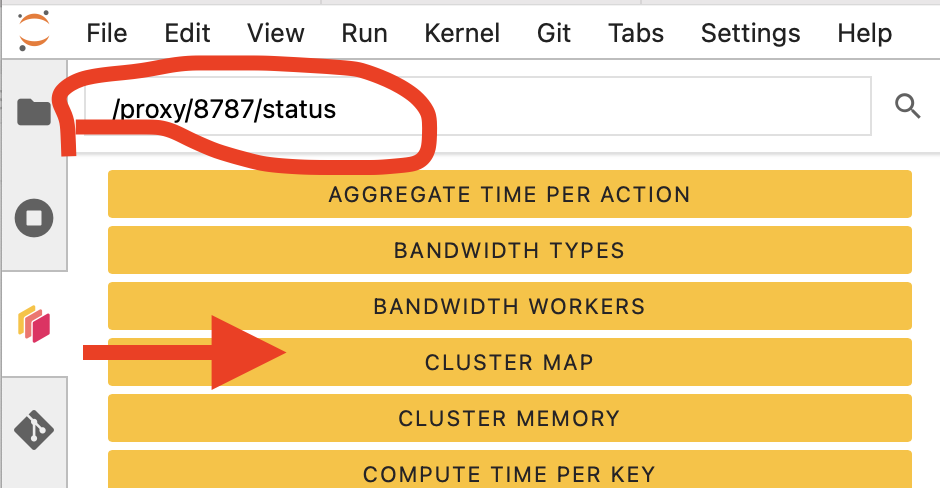 File Edit View Run Kernel Git Tabs Settings Help
/proxy/8787/status
AGGREGATE TIME PER ACTION
BANDWIDTH TYPES
BANDWIDTH WORKERS
CLUSTER MAP
CLUSTER MEMORY
COMPUTE TIME PER KEY